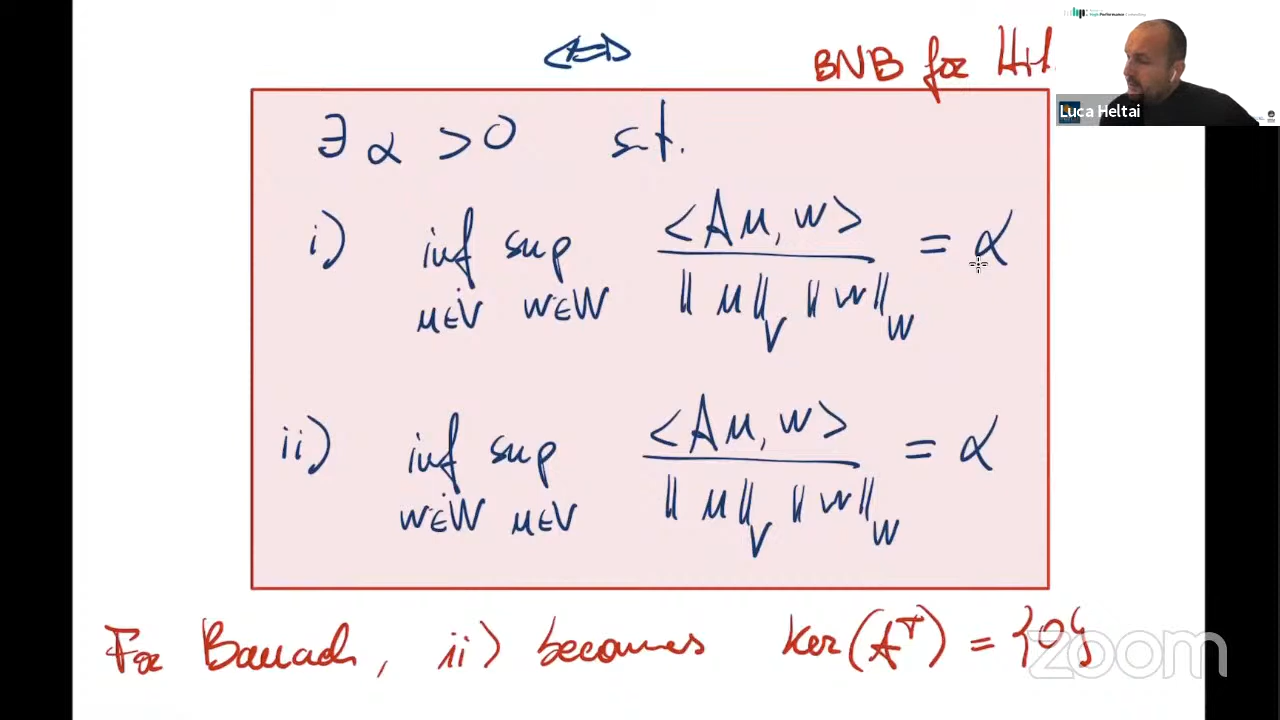 ⇔
BNB for Hil.
Luca Heltai
∃ α > 0 s.t.
i) inf sup <Au, w> = α
u∈V w∈W ‖u‖_V ‖w‖_W
ii) inf sup <Au, w> = α
w∈W u∈V ‖u‖_V ‖w‖_W
For Banach, ii) becomes ker(A^T) = {0}
zoom